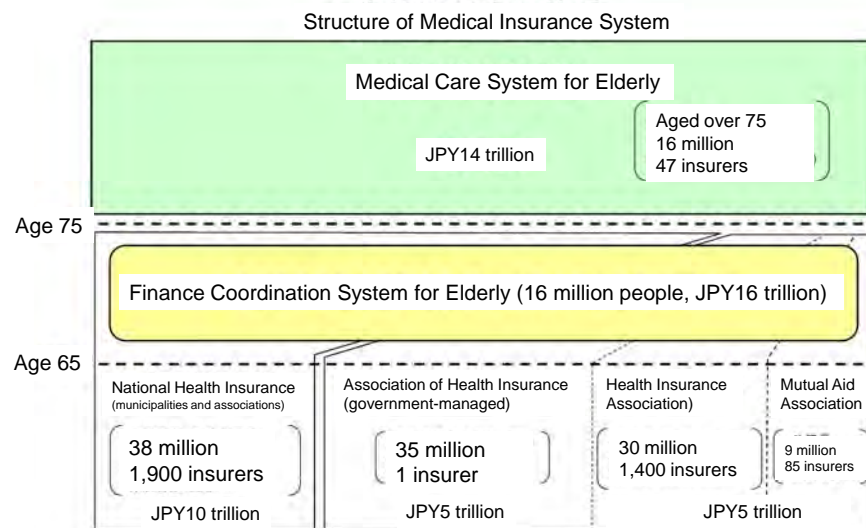 Structure of Medical Insurance System
Medical Care System for Elderly
Aged over 75
16 million
47 insurers
JPY14 trillion
Age 75
Finance Coordination System for Elderly (16 million people, JPY16 trillion)
Age 65
National Health Insurance
(municipalities and associations)
38 million
1,900 insurers
JPY10 trillion
Association of Health Insurance
(government-managed)
35 million
1 insurer
JPY5 trillion
Health Insurance
Association)
30 million
1,400 insurers
Mutual Aid
Association
9 million
85 insurers
JPY5 trillion